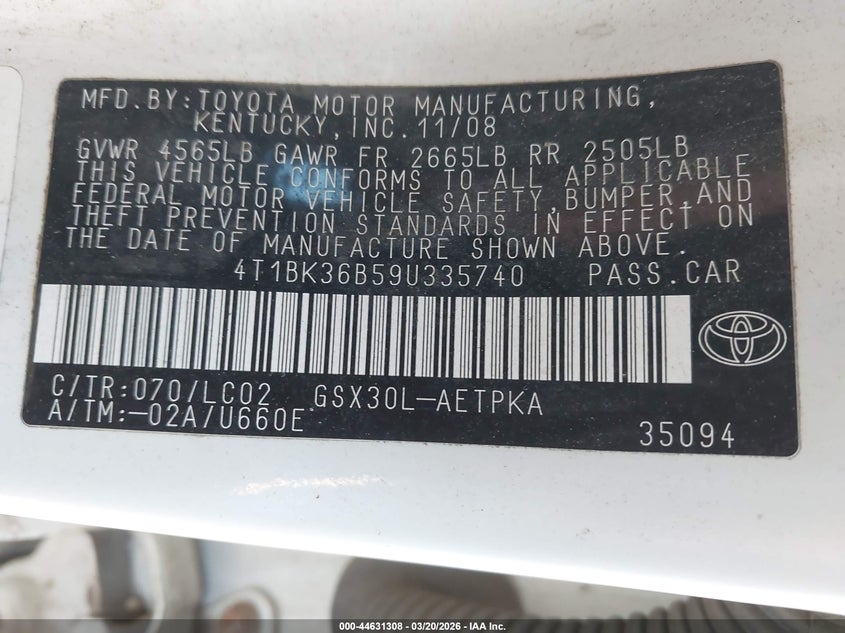 MFD. BY: TOYOTA MOTOR MANUFACTURING,
KENTUCKY, INC. 11/08
GVWR 4565LB GAWR FR 2665LB RR 2505LB
THIS VEHICLE CONFORMS TO ALL APPLICABLE
FEDERAL MOTOR VEHICLE SAFETY, BUMPER, AND
THEFT PREVENTION STANDARDS IN EFFECT ON
THE DATE OF MANUFACTURE SHOWN ABOVE.
4T1BK36B59U335740 PASS. CAR
C/TR: 070/LC02 GSX30L-AETPKA
A/TM: -02A/U660E
35094
000-44631308 - 03/20/2026 - IAA Inc.